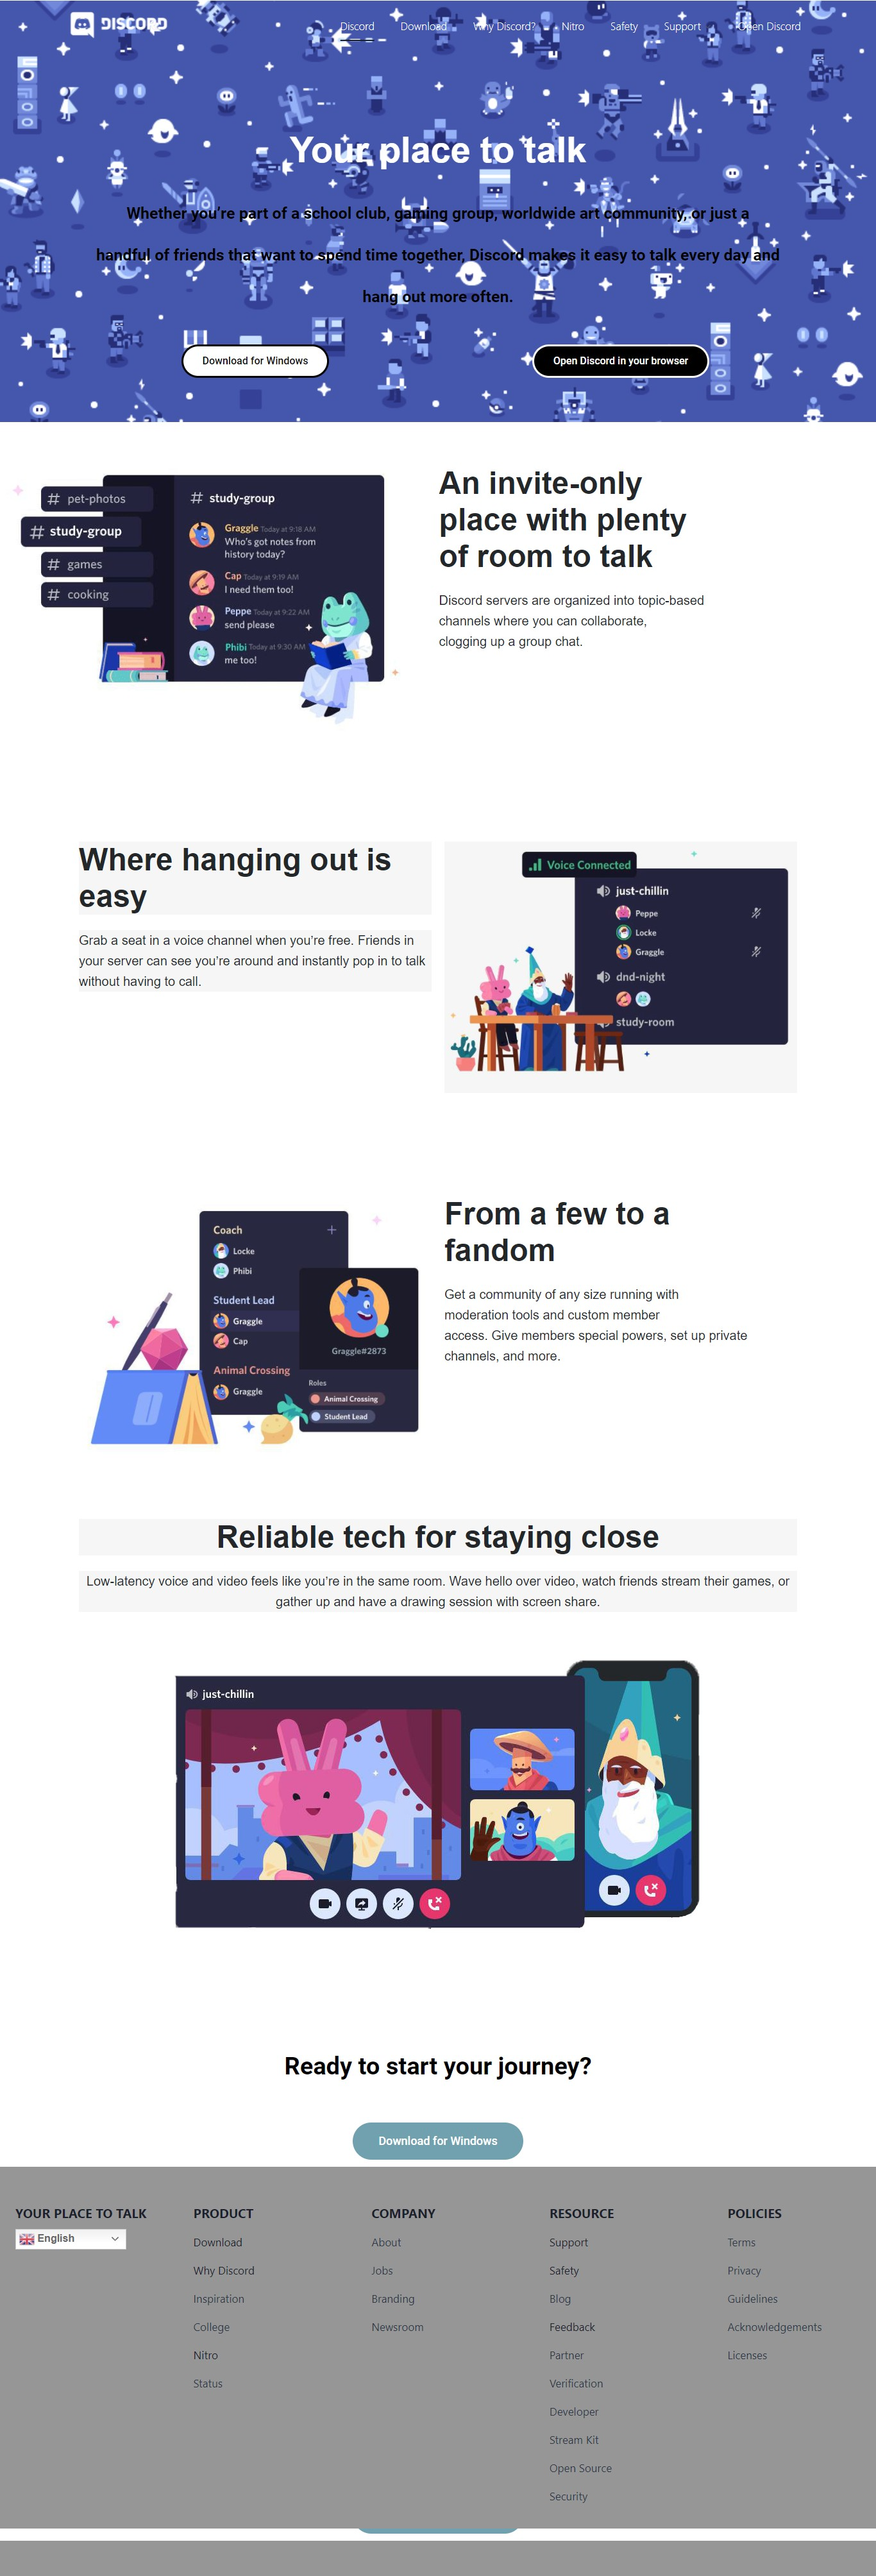 DISCORD
Discord Download Why Discord? Nitro Safety Support Open Discord
Your place to talk
Whether you're part of a school club, gaming group, worldwide art community, or just a
handful of friends that want to spend time together, Discord makes it easy to talk every day and
hang out more often.
Download for Windows
Open Discord in your browser
# pet-photos
# study-group
# games
# cooking
# study-group
Graggle Today at 9:18 AM
Who's got notes from
history today?
Cap Today at 9:19 AM
I need them too!
Peppe Today at 9:22 AM
send please
Phibi Today at 9:30 AM
me too!
An invite-only
place with plenty
of room to talk
Discord servers are organized into topic-based
channels where you can collaborate,
clogging up a group chat.
Where hanging out is
easy
Grab a seat in a voice channel when you're free. Friends in
your server can see you're around and instantly pop in to talk
without having to call.
Voice Connected
just-chillin
Peppe
Locke
Graggle
dnd-night
study-room
Coach +
Locke
Phibi
Student Lead
Graggle
Cap
Animal Crossing
Graggle
Graggle#2873
Roles
Animal Crossing
Student Lead
From a few to a
fandom
Get a community of any size running with
moderation tools and custom member
access. Give members special powers, set up private
channels, and more.
Reliable tech for staying close
Low-latency voice and video feels like you're in the same room. Wave hello over video, watch friends stream their games, or
gather up and have a drawing session with screen share.
just-chillin
Ready to start your journey?
Download for Windows
YOUR PLACE TO TALK
English
PRODUCT
Download
Why Discord
Inspiration
College
Nitro
Status
COMPANY
About
Jobs
Branding
Newsroom
RESOURCE
Support
Safety
Blog
Feedback
Partner
Verification
Developer
Stream Kit
Open Source
Security
POLICIES
Terms
Privacy
Guidelines
Acknowledgements
Licenses